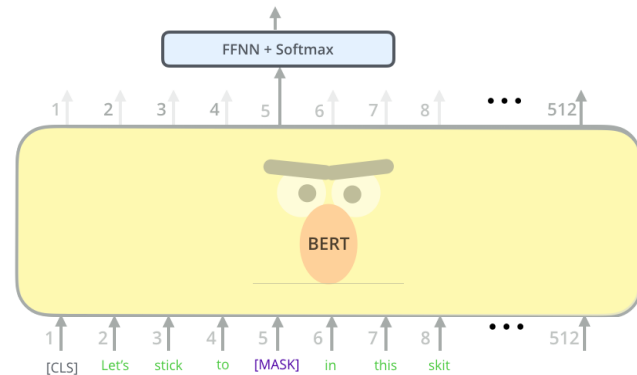 FFNN + Softmax
1 2 3 4 5 6 7 8 ••• 512
BERT
1 2 3 4 5 6 7 8 ••• 512
[CLS] Let's stick to [MASK] in this skit